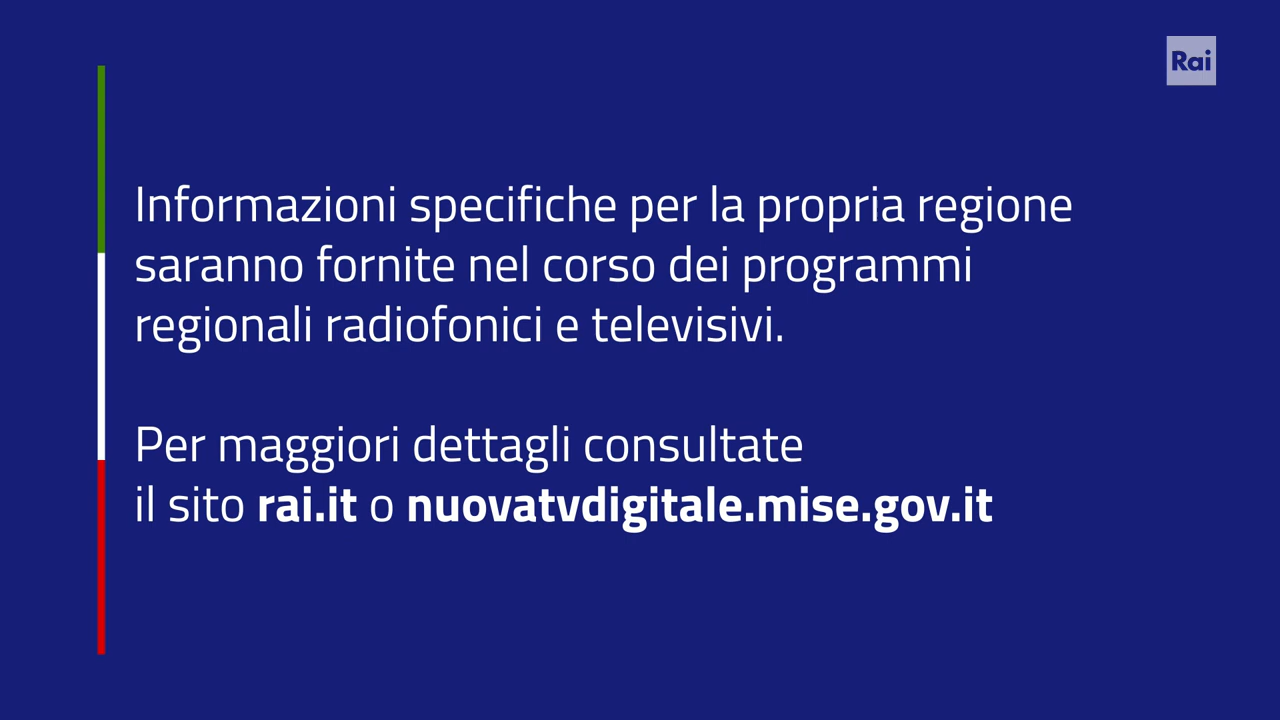 Rai
Informazioni specifiche per la propria regione
saranno fornite nel corso dei programmi
regionali radiofonici e televisivi.
Per maggiori dettagli consultate
il sito rai.it o nuovatvdigitale.mise.gov.it